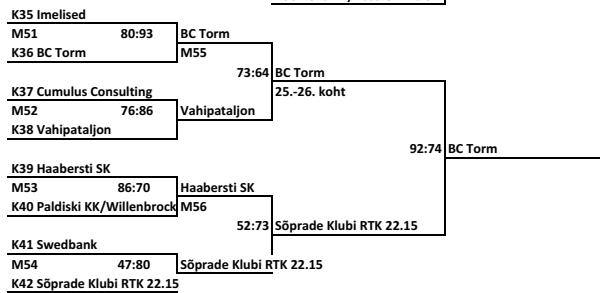 K35 Imelised
M51 80:93 BC Torm
K36 BC Torm M55
73:64 BC Torm
K37 Cumulus Consulting 25.-26. koht
M52 76:86 Vahipataljon
K38 Vahipataljon
92:74 BC Torm
K39 Haabersti SK
M53 86:70 Haabersti SK
K40 Paldiski KK/Willenbrock M56
52:73 Sõprade Klubi RTK 22.15
K41 Swedbank
M54 47:80 Sõprade Klubi RTK 22.15
K42 Sõprade Klubi RTK 22.15